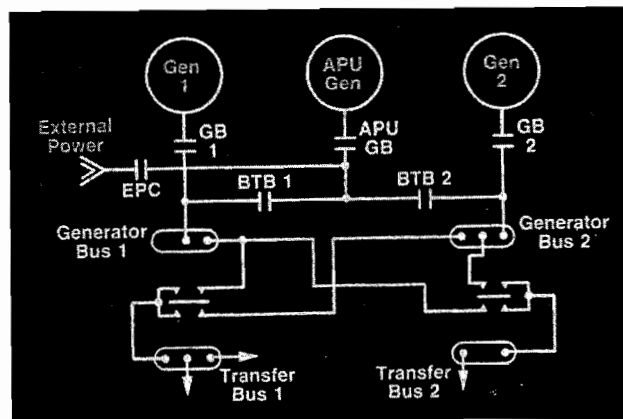 Gen
1
APU
Gen
Gen
2
External
Power
GB
1
APU
GB
GB
2
EPC
BTB 1
BTB 2
Generator
Bus 1
Generator
Bus 2
Transfer
Bus 1
Transfer
Bus 2